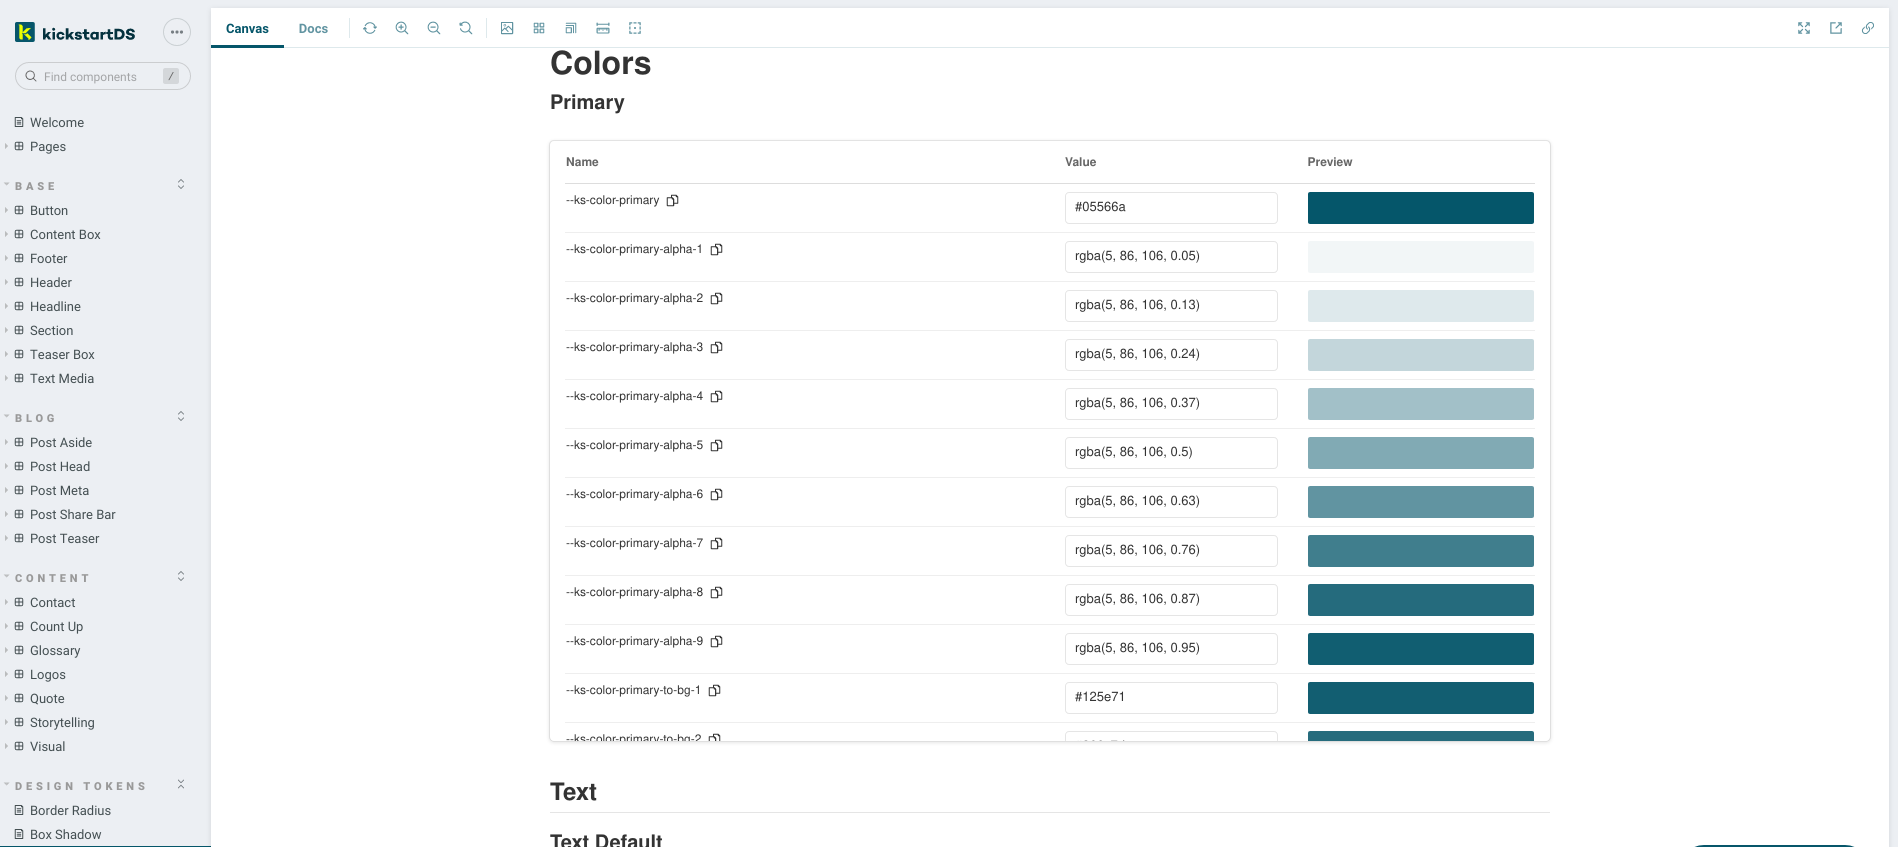 kickstartDS
Find components /
Welcome
Pages
BASE
Button
Content Box
Footer
Header
Headline
Section
Teaser Box
Text Media
BLOG
Post Aside
Post Head
Post Meta
Post Share Bar
Post Teaser
CONTENT
Contact
Count Up
Glossary
Logos
Quote
Storytelling
Visual
DESIGN TOKENS
Border Radius
Box Shadow
Canvas Docs
Colors
Primary
Name Value Preview
--ks-color-primary #05566a
--ks-color-primary-alpha-1 rgba(5, 86, 106, 0.05)
--ks-color-primary-alpha-2 rgba(5, 86, 106, 0.13)
--ks-color-primary-alpha-3 rgba(5, 86, 106, 0.24)
--ks-color-primary-alpha-4 rgba(5, 86, 106, 0.37)
--ks-color-primary-alpha-5 rgba(5, 86, 106, 0.5)
--ks-color-primary-alpha-6 rgba(5, 86, 106, 0.63)
--ks-color-primary-alpha-7 rgba(5, 86, 106, 0.76)
--ks-color-primary-alpha-8 rgba(5, 86, 106, 0.87)
--ks-color-primary-alpha-9 rgba(5, 86, 106, 0.95)
--ks-color-primary-to-bg-1 #125e71
--ks-color-primary-to-bg-2
Text
Text Default